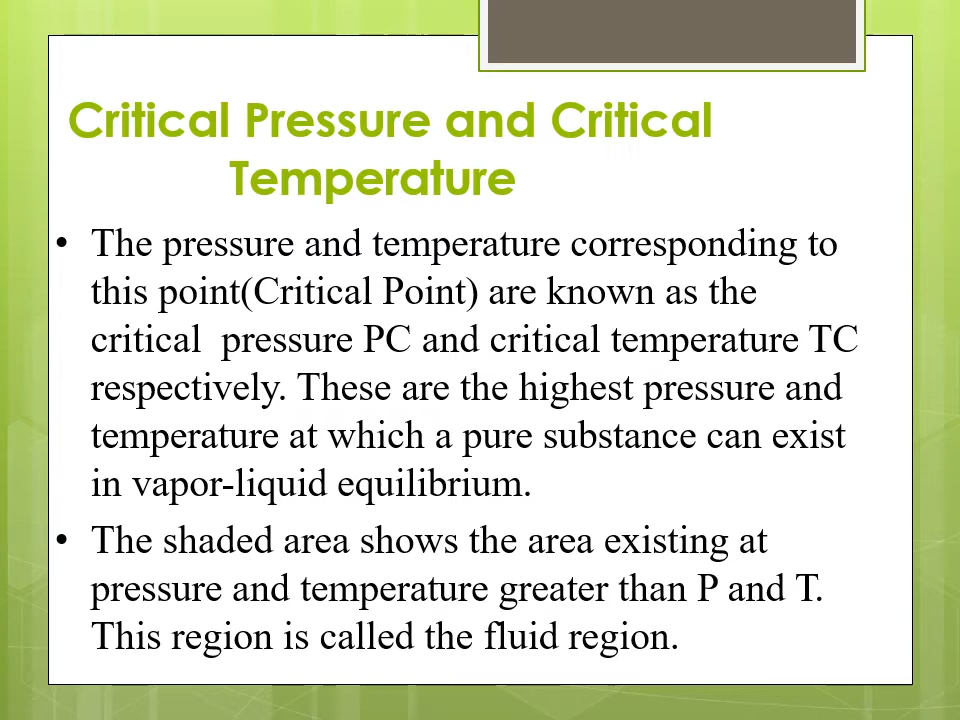 Critical Pressure and Critical
Temperature
• The pressure and temperature corresponding to
this point(Critical Point) are known as the
critical  pressure PC and critical temperature TC
respectively. These are the highest pressure and
temperature at which a pure substance can exist
in vapor-liquid equilibrium.
• The shaded area shows the area existing at
pressure and temperature greater than P and T.
This region is called the fluid region.